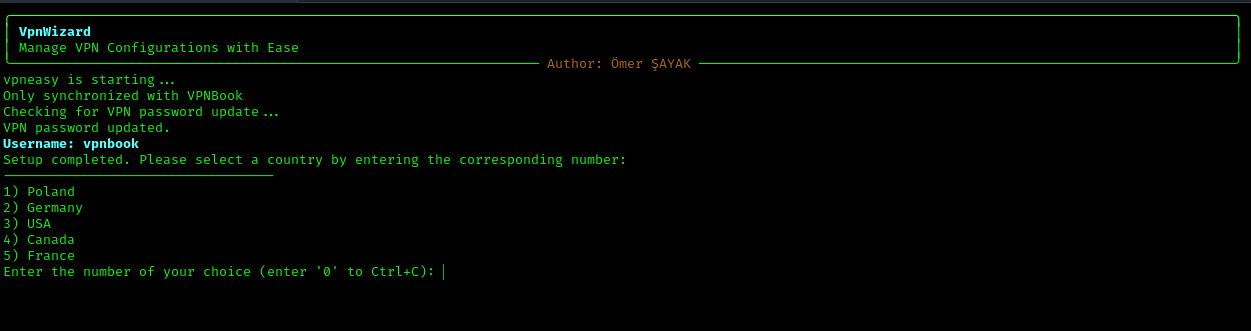 VpnWizard
Manage VPN Configurations with Ease
Author: Ömer ŞAYAK
vpneasy is starting...
Only synchronized with VPNBook
Checking for VPN password update...
VPN password updated.
Username: vpnbook
Setup completed. Please select a country by entering the corresponding number:
1) Poland
2) Germany
3) USA
4) Canada
5) France
Enter the number of your choice (enter '0' to Ctrl+C):